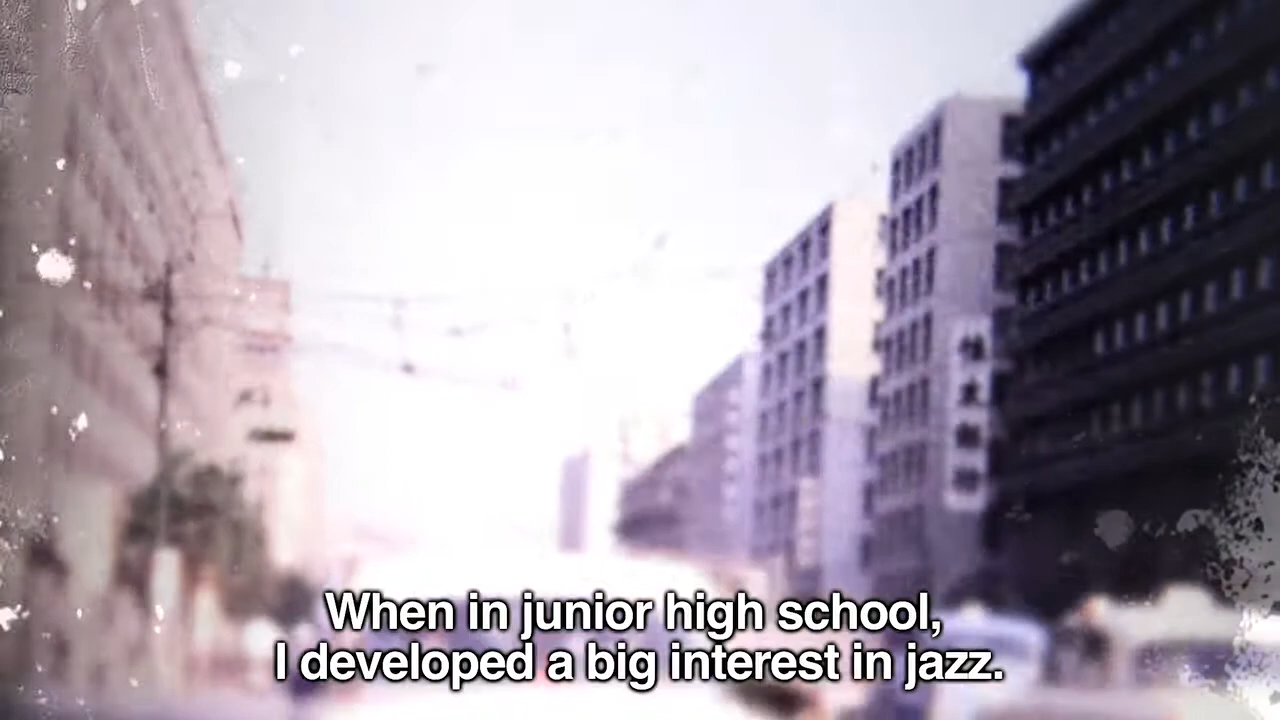 When in junior high school,
I developed a big interest in jazz.